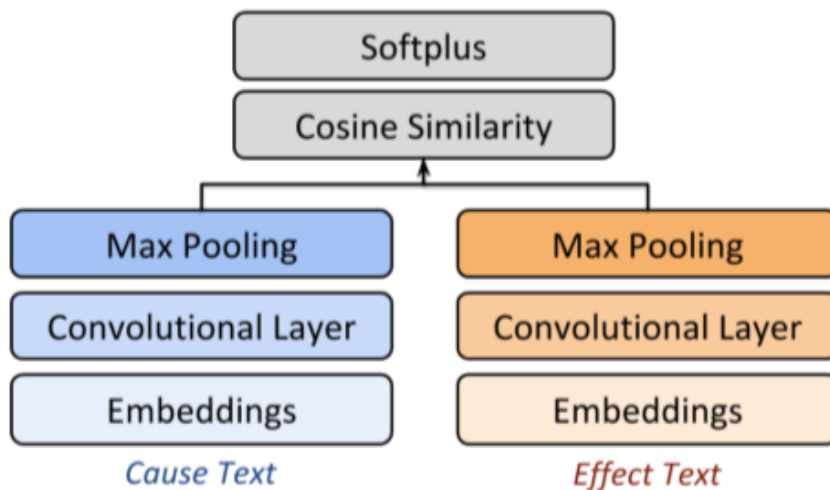 Softplus
Cosine Similarity
Max Pooling
Max Pooling
Convolutional Layer
Convolutional Layer
Embeddings
Embeddings
Cause Text
Effect Text